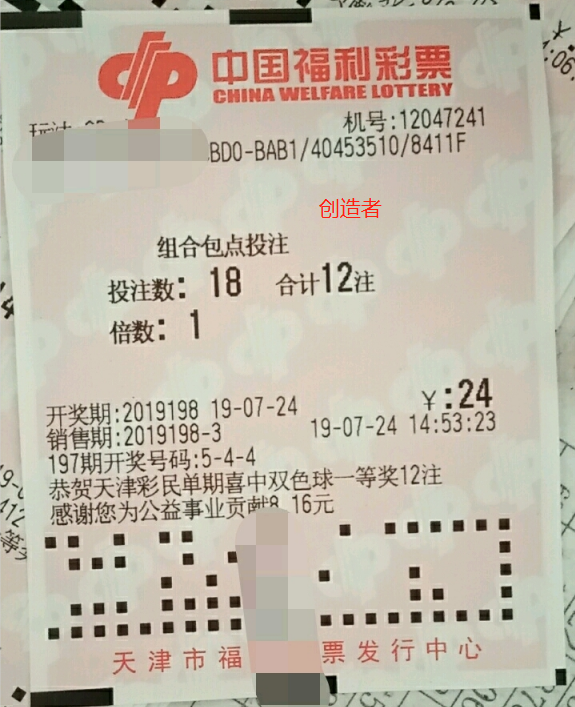 中国福利彩票
CHINA WELFARE LOTTERY
机号:12047241
BD0-BAB1/40453510/8411F
创造者
组合包点投注
投注数: 18 合计12注
倍数: 1
¥:24
开奖期:2019198 19-07-24
销售期:2019198-3 19-07-24 14:53:23
197期开奖号码:5-4-4
恭贺天津彩民单期喜中双色球一等奖12注
感谢您为公益事业贡献8.16元
天津市福 票发行中心